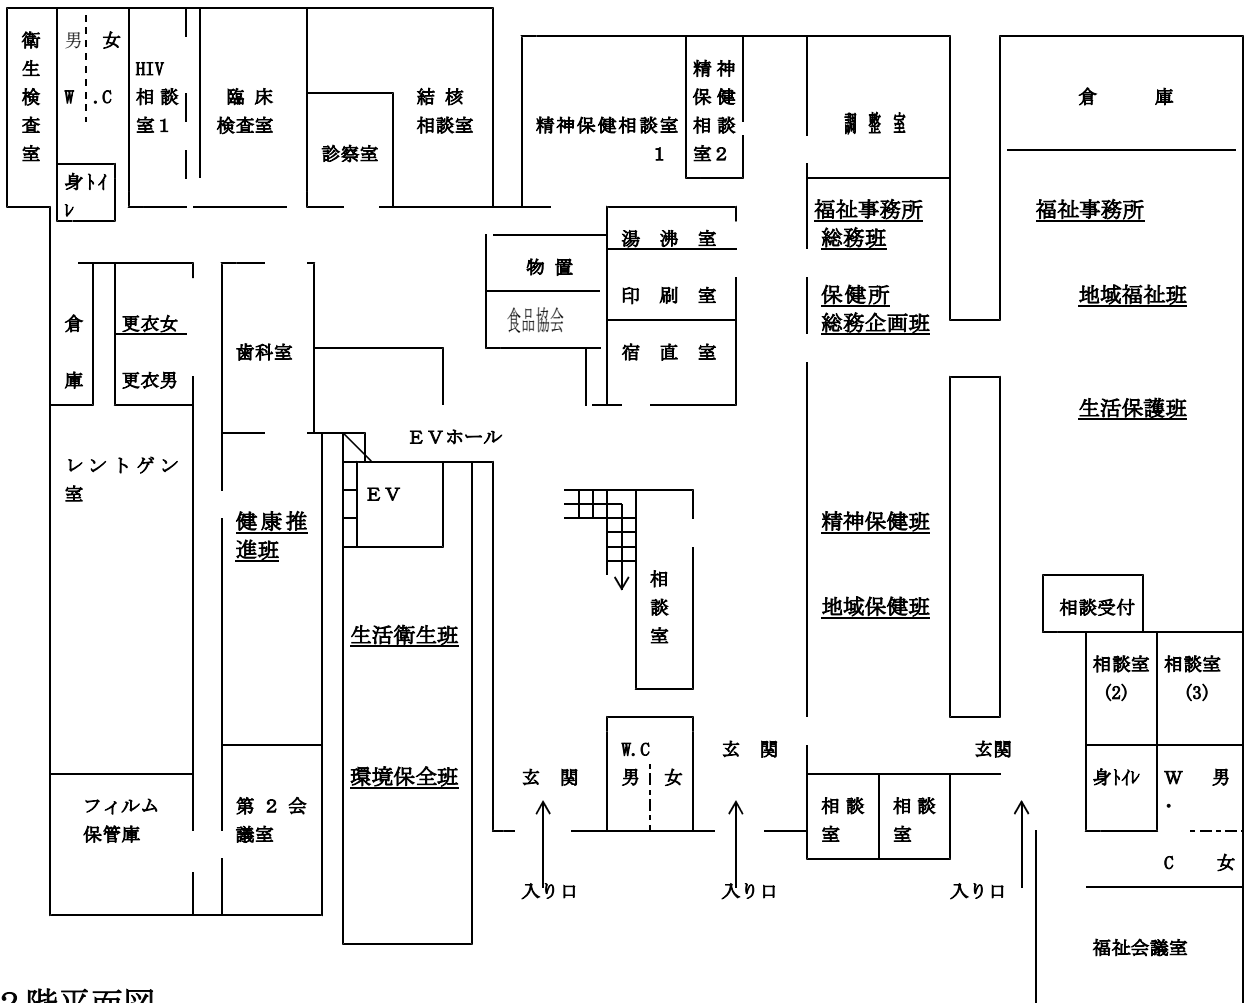 衛生検査室
男 女
W .C
身トイレ
HIV
相談
室1
臨床
検査室
診察室
結核
相談室
精神保健相談室
1
精神
保健
相談
室2
調整室
倉 庫
福祉事務所
総務班
保健所
総務企画班
福祉事務所
地域福祉班
生活保護班
湯 沸 室
物 置
印 刷 室
食品協会
宿 直 室
倉庫
更衣女
更衣男
歯科室
EVホール
EV
レントゲン
室
健康推
進班
精神保健班
地域保健班
相談室
相談受付
生活衛生班
相談室
(2)
相談室
(3)
環境保全班
玄 関
W.C
男 女
玄 関
玄関
身トイレ
W 男
・
C 女
フィルム
保管庫
第2会
議室
相談
室
相談
室
入り口
入り口
入り口
福祉会議室
2階平面図